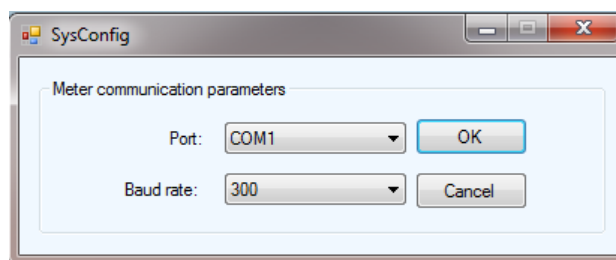 SysConfig
Meter communication parameters
Port: COM1 OK
Baud rate: 300 Cancel